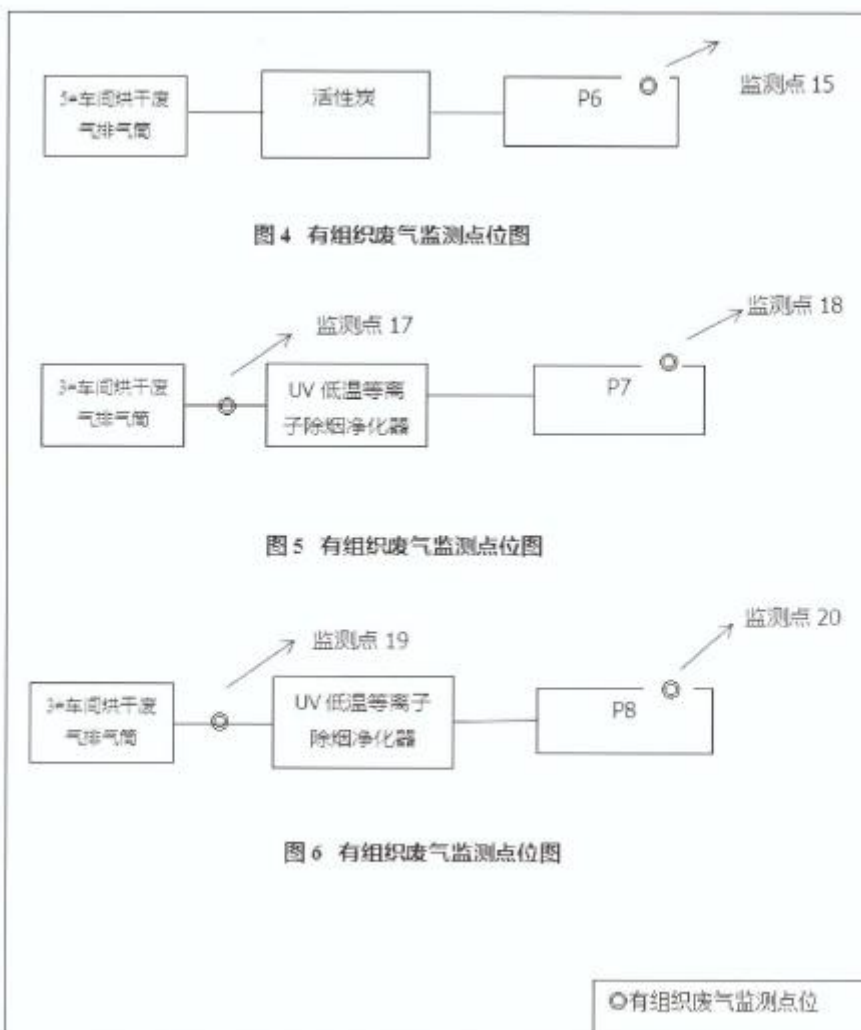 5#车间烘干废
气排气筒
活性炭
P6
监测点 15
图 4 有组织废气监测点位图
监测点 17
监测点 18
3#车间烘干废
气排气筒
UV 低温等离
子除烟净化器
P7
图 5 有组织废气监测点位图
监测点 19
监测点 20
3#车间烘干废
气排气筒
UV 低温等离子
除烟净化器
P8
图 6 有组织废气监测点位图
◎有组织废气监测点位